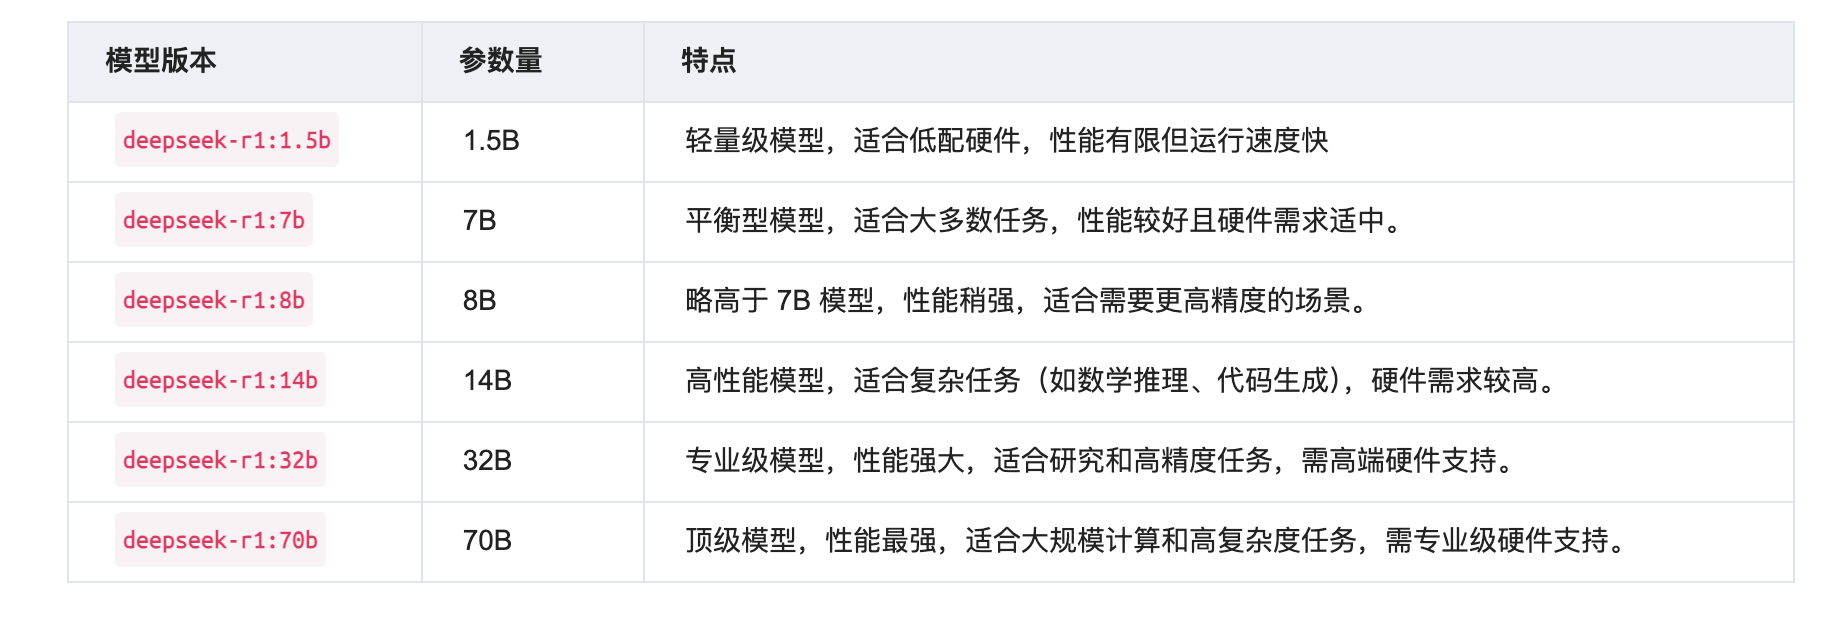 模型版本 参数量 特点
deepseek-r1:1.5b 1.5B 轻量级模型，适合低配硬件，性能有限但运行速度快
deepseek-r1:7b 7B 平衡型模型，适合大多数任务，性能较好且硬件需求适中。
deepseek-r1:8b 8B 略高于 7B 模型，性能稍强，适合需要更高精度的场景。
deepseek-r1:14b 14B 高性能模型，适合复杂任务（如数学推理、代码生成），硬件需求较高。
deepseek-r1:32b 32B 专业级模型，性能强大，适合研究和高精度任务，需高端硬件支持。
deepseek-r1:70b 70B 顶级模型，性能最强，适合大规模计算和高复杂度任务，需专业级硬件支持。